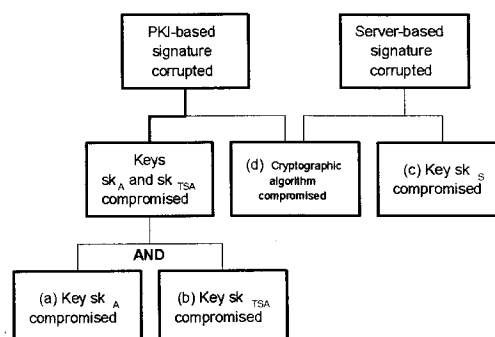 PKI-based
signature
corrupted
Server-based
signature
corrupted
Keys
sk A and sk TSA
compromised
(d) Cryptographic
algorithm
compromised
(c) Key sk S
compromised
AND
(a) Key sk A
compromised
(b) Key sk TSA
compromised